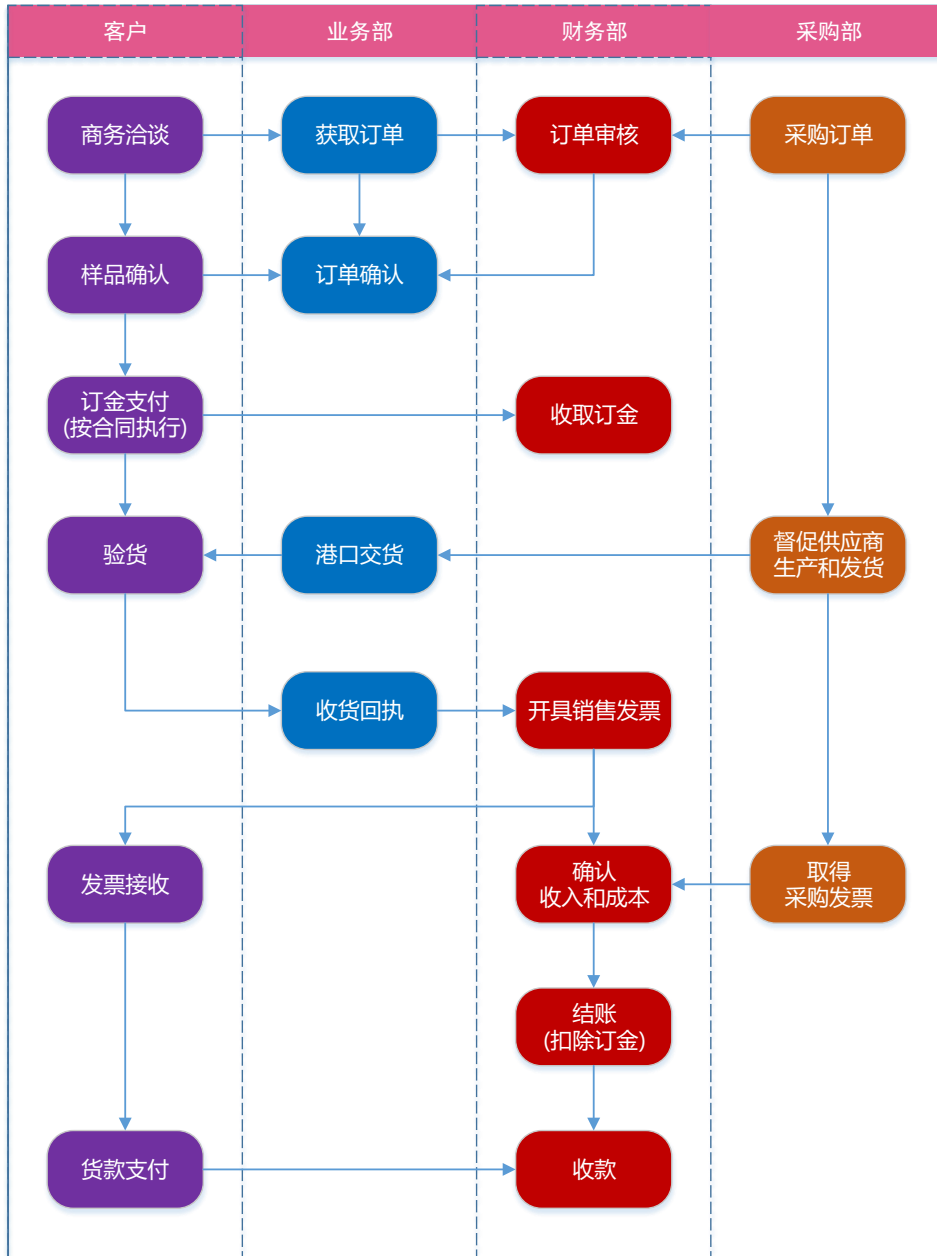 客户
业务部
财务部
采购部
商务洽谈
获取订单
订单审核
采购订单
样品确认
订单确认
订金支付
(按合同执行)
收取订金
验货
港口交货
督促供应商
生产和发货
收货回执
开具销售发票
发票接收
确认
收入和成本
取得
采购发票
结账
(扣除订金)
货款支付
收款